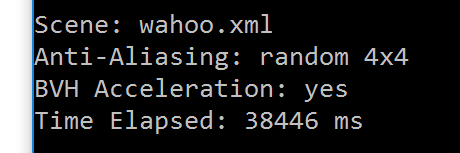 Scene: wahoo.xml
Anti-Aliasing: random 4x4
BVH Acceleration: yes
Time Elapsed: 38446 ms